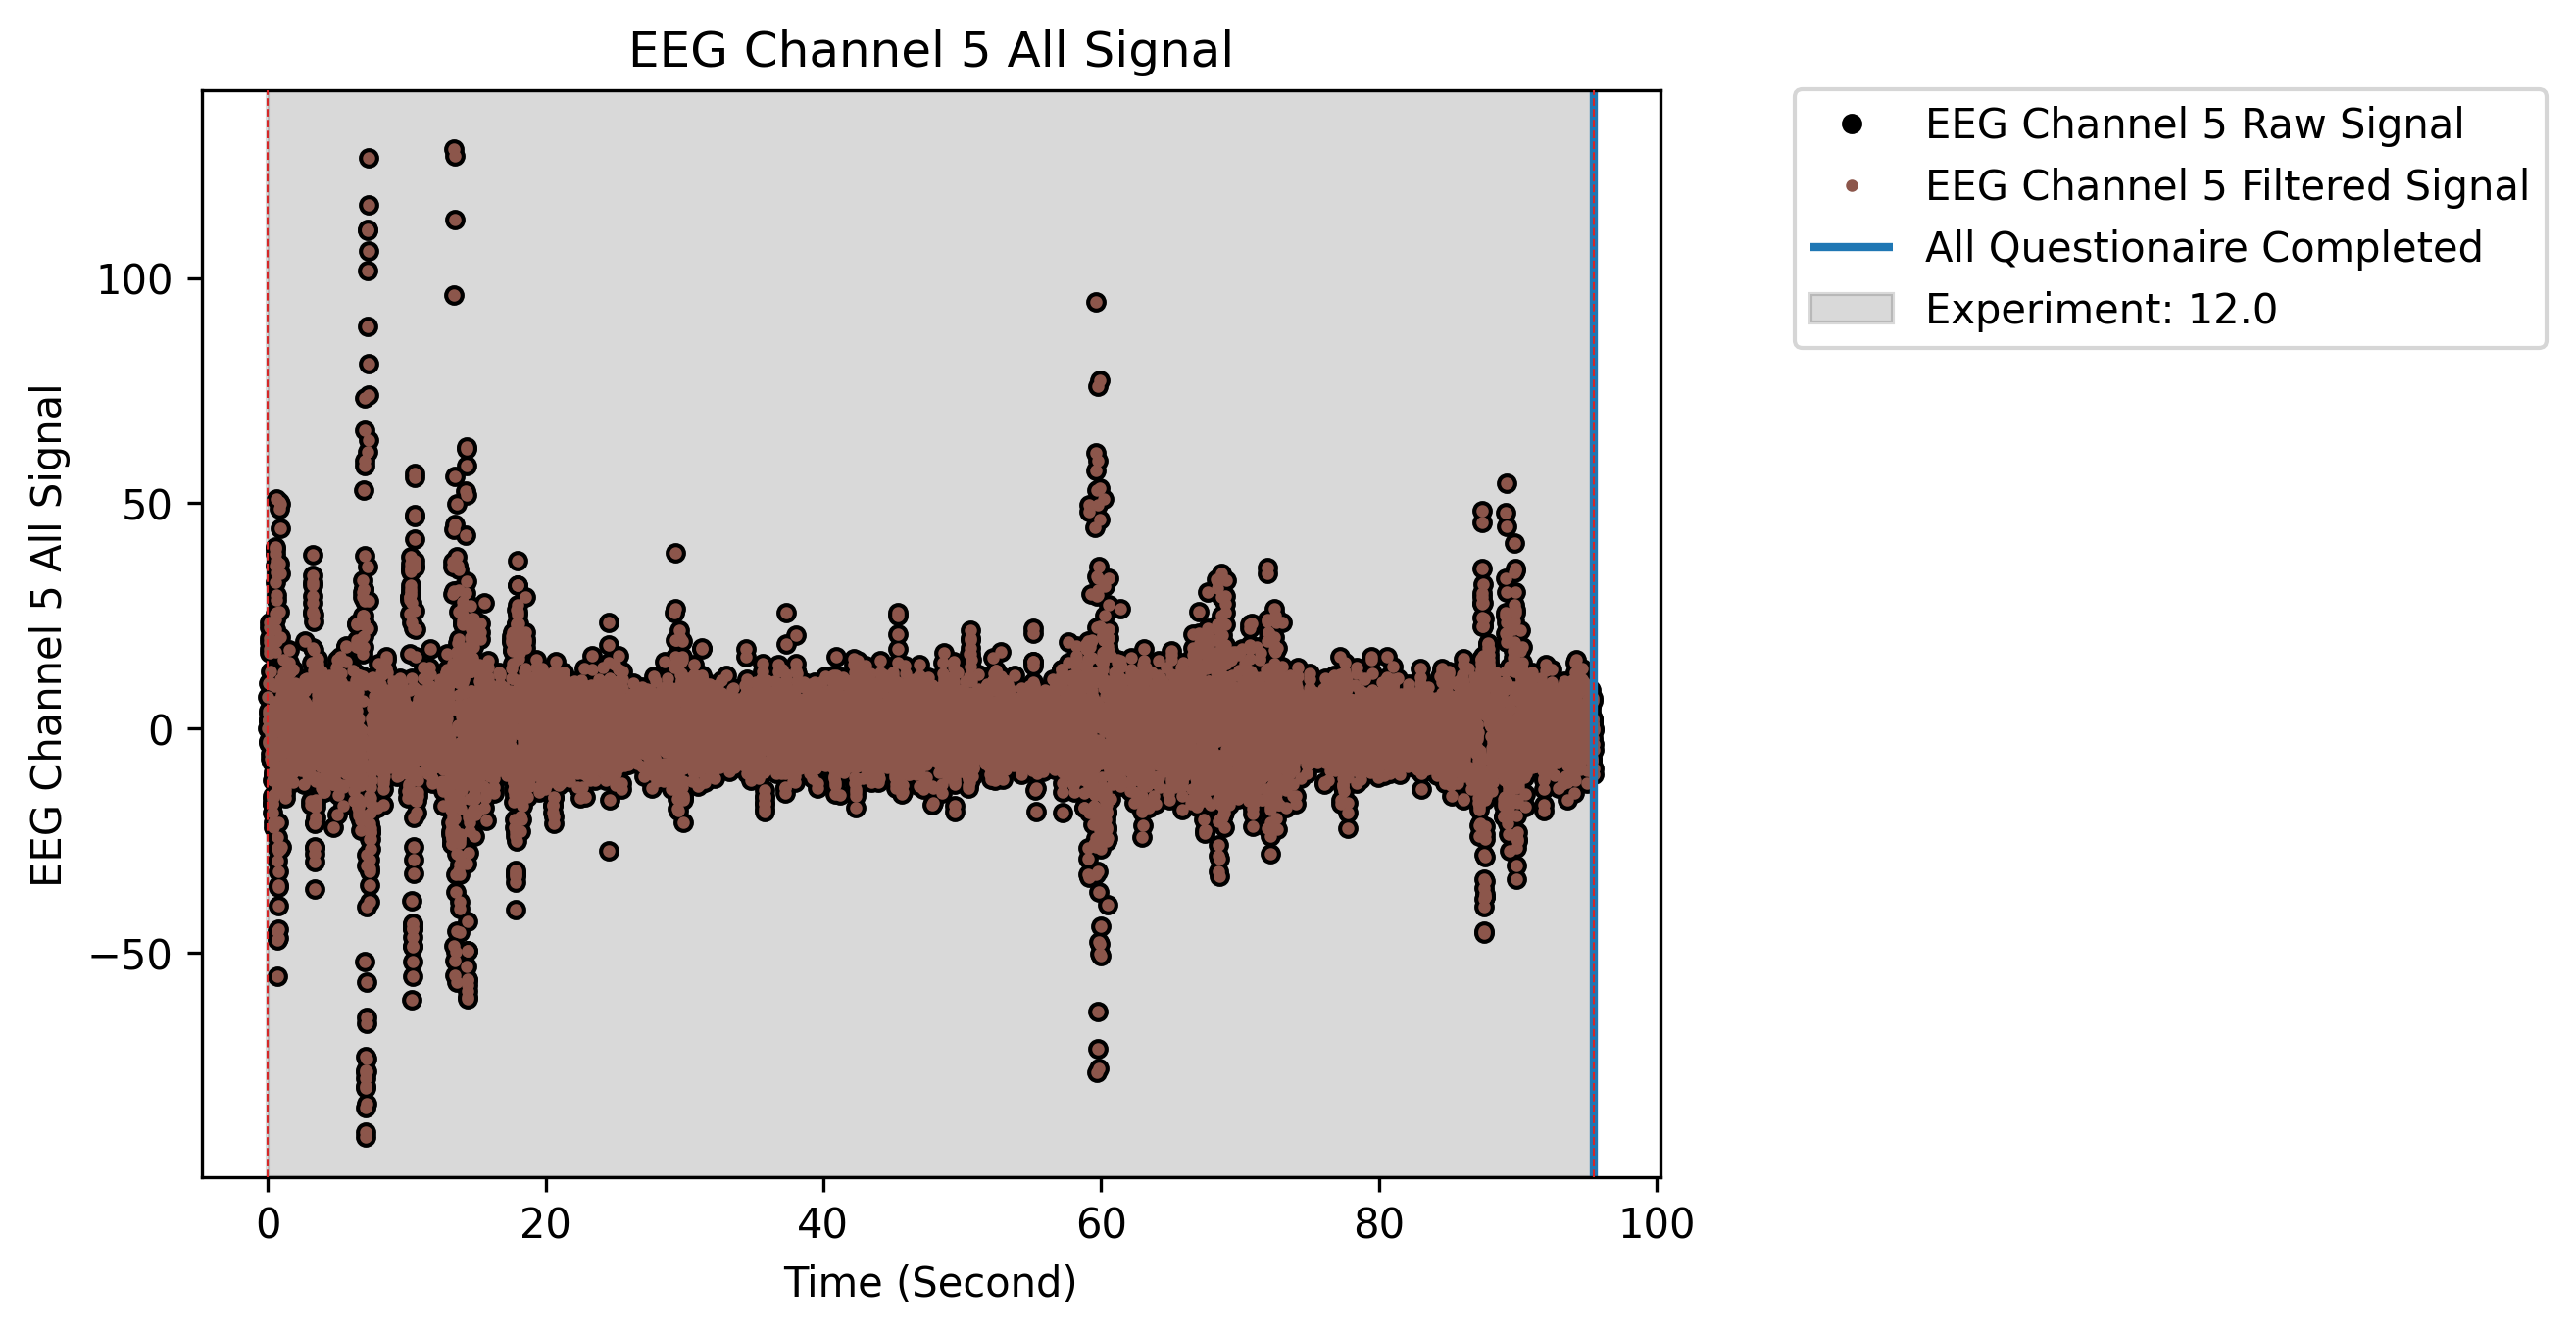 EEG Channel 5 All Signal
EEG Channel 5 Raw Signal
EEG Channel 5 Filtered Signal
All Questionaire Completed
Experiment: 12.0
EEG Channel 5 All Signal
100
50
0
−50
0 20 40 60 80 100
Time (Second)